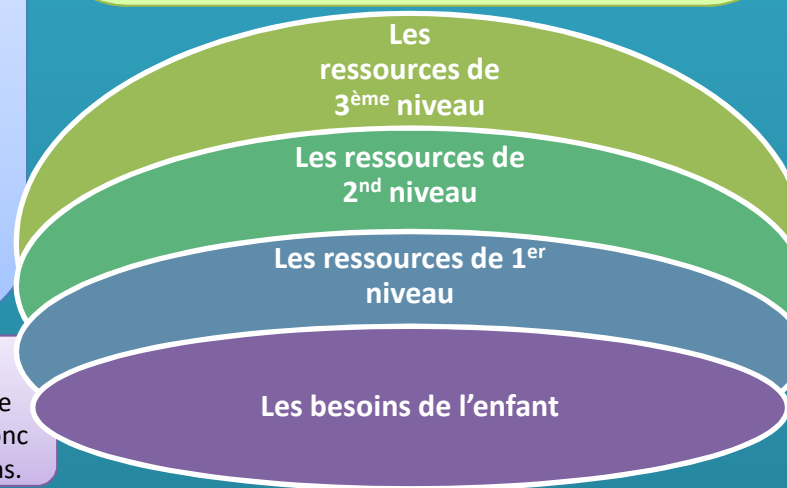 Les
ressources de
3ème niveau
Les ressources de
2nd niveau
Les ressources de 1er
niveau
Les besoins de l'enfant